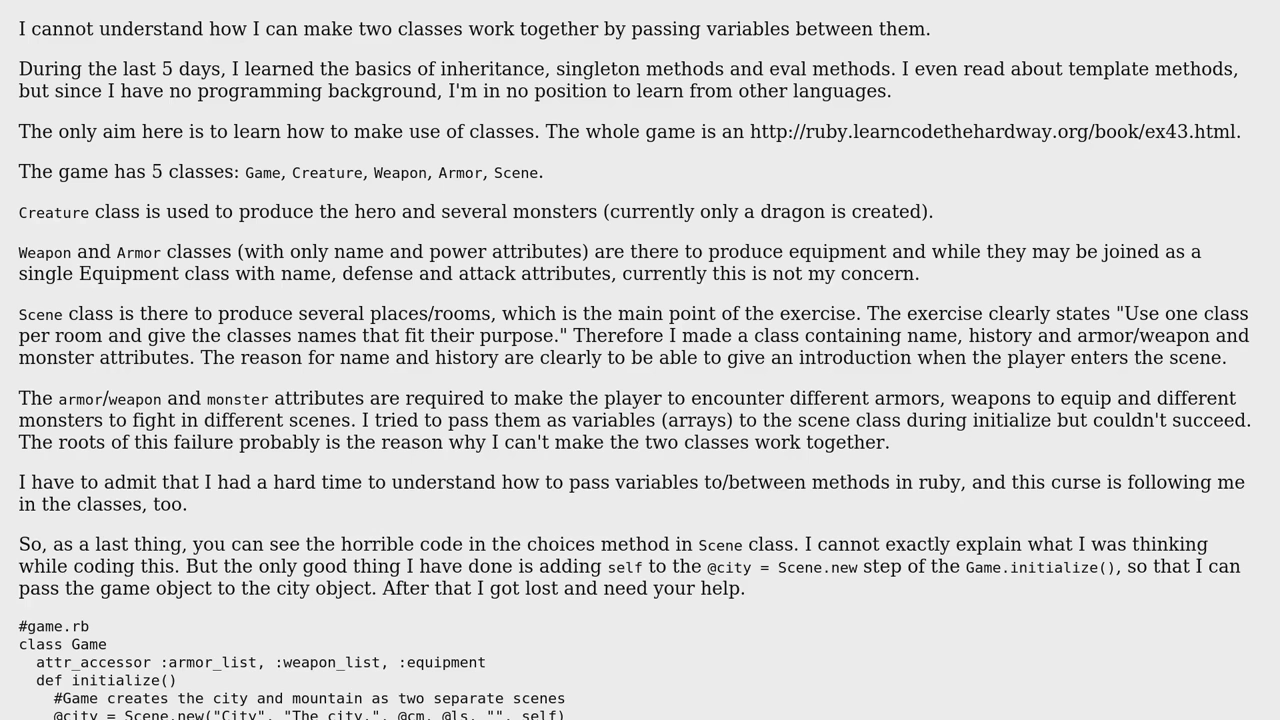 I cannot understand how I can make two classes work together by passing variables between them.
During the last 5 days, I learned the basics of inheritance, singleton methods and eval methods. I even read about template methods,
but since I have no programming background, I'm in no position to learn from other languages.
The only aim here is to learn how to make use of classes. The whole game is an http://ruby.learncodethehardway.org/book/ex43.html.
The game has 5 classes: Game, Creature, Weapon, Armor, Scene.
Creature class is used to produce the hero and several monsters (currently only a dragon is created).
Weapon and Armor classes (with only name and power attributes) are there to produce equipment and while they may be joined as a
single Equipment class with name, defense and attack attributes, currently this is not my concern.
Scene class is there to produce several places/rooms, which is the main point of the exercise. The exercise clearly states "Use one class
per room and give the classes names that fit their purpose." Therefore I made a class containing name, history and armor/weapon and
monster attributes. The reason for name and history are clearly to be able to give an introduction when the player enters the scene.
The armor/weapon and monster attributes are required to make the player to encounter different armors, weapons to equip and different
monsters to fight in different scenes. I tried to pass them as variables (arrays) to the scene class during initialize but couldn't succeed.
The roots of this failure probably is the reason why I can't make the two classes work together.
I have to admit that I had a hard time to understand how to pass variables to/between methods in ruby, and this curse is following me
in the classes, too.
So, as a last thing, you can see the horrible code in the choices method in Scene class. I cannot exactly explain what I was thinking
while coding this. But the only good thing I have done is adding self to the @city = Scene.new step of the Game.initialize(), so that I can
pass the game object to the city object. After that I got lost and need your help.
#game.rb
class Game
  attr_accessor :armor_list, :weapon_list, :equipment
  def initialize()
    #Game creates the city and mountain as two separate scenes
    @city = Scene.new("City", "The city.", @cm, @ls, "", self)